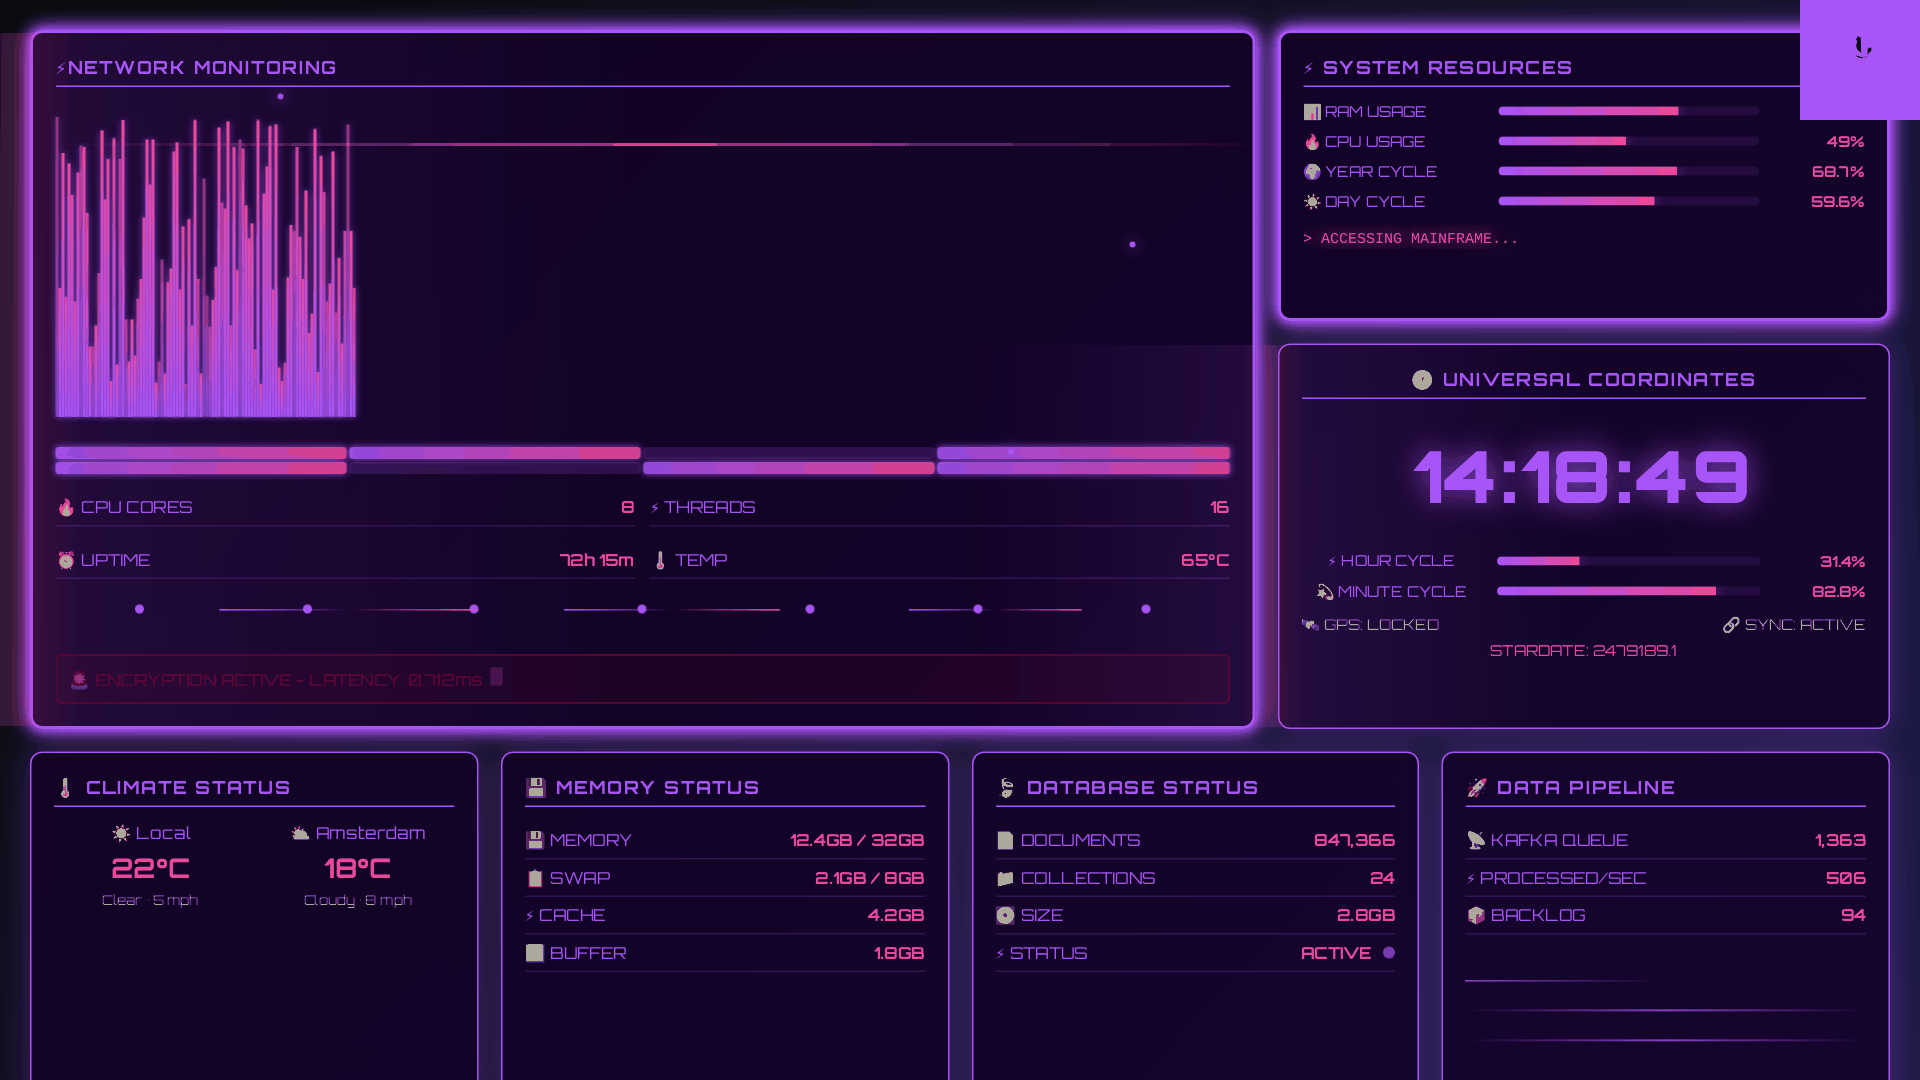 NETWORK MONITORING
CPU CORES 8
THREADS 16
UPTIME 72h 15m
TEMP 65°C
ENCRYPTION ACTIVE - LATENCY: 0.712ms
SYSTEM RESOURCES
RAM USAGE
CPU USAGE 49%
YEAR CYCLE 68.7%
DAY CYCLE 59.6%
> ACCESSING MAINFRAME...
UNIVERSAL COORDINATES
14:18:49
HOUR CYCLE 31.4%
MINUTE CYCLE 82.8%
GPS: LOCKED
SYNC: ACTIVE
STARDATE: 2479189.1
CLIMATE STATUS
Local
22°C
Clear · 5 mph
Amsterdam
18°C
Cloudy · 8 mph
MEMORY STATUS
MEMORY 12.4GB / 32GB
SWAP 2.1GB / 8GB
CACHE 4.2GB
BUFFER 1.8GB
DATABASE STATUS
DOCUMENTS 847,366
COLLECTIONS 24
SIZE 2.8GB
STATUS ACTIVE
DATA PIPELINE
KAFKA QUEUE 1,363
PROCESSED/SEC 506
BACKLOG 94